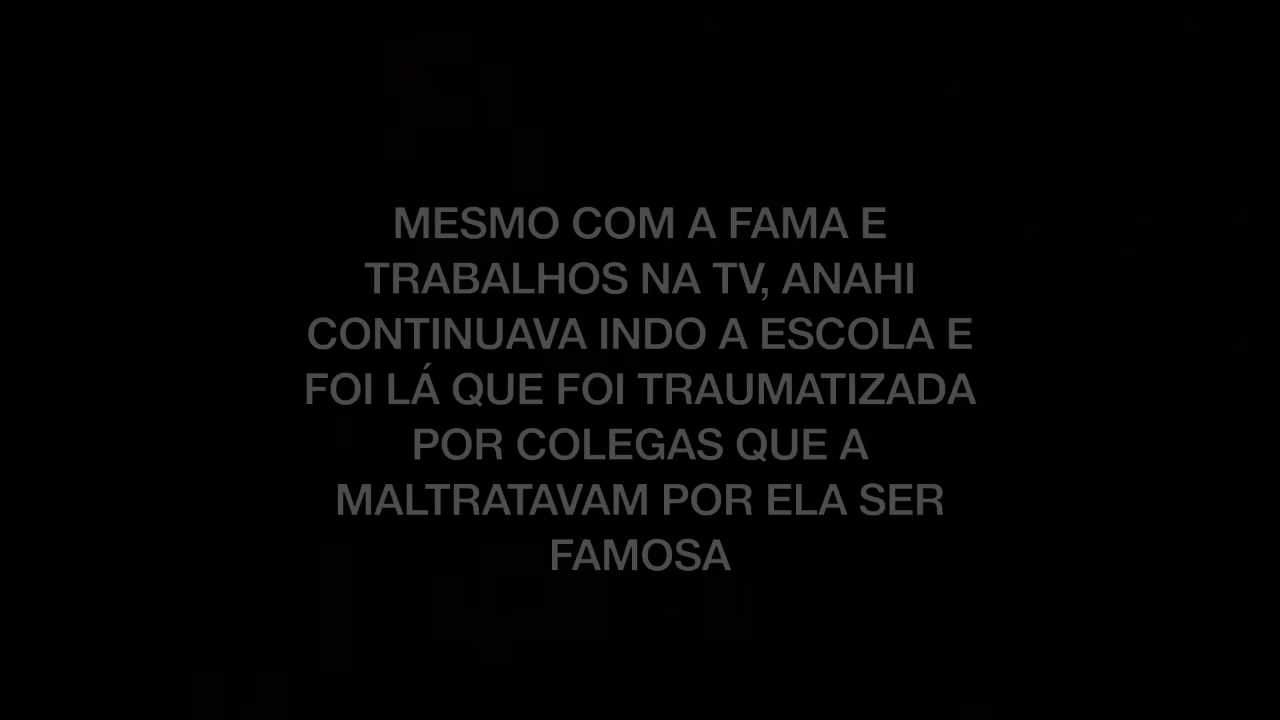 MESMO COM A FAMA E
TRABALHOS NA TV, ANAHI
CONTINUAVA INDO A ESCOLA E
FOI LÁ QUE FOI TRAUMATIZADA
POR COLEGAS QUE A
MALTRATAVAM POR ELA SER
FAMOSA